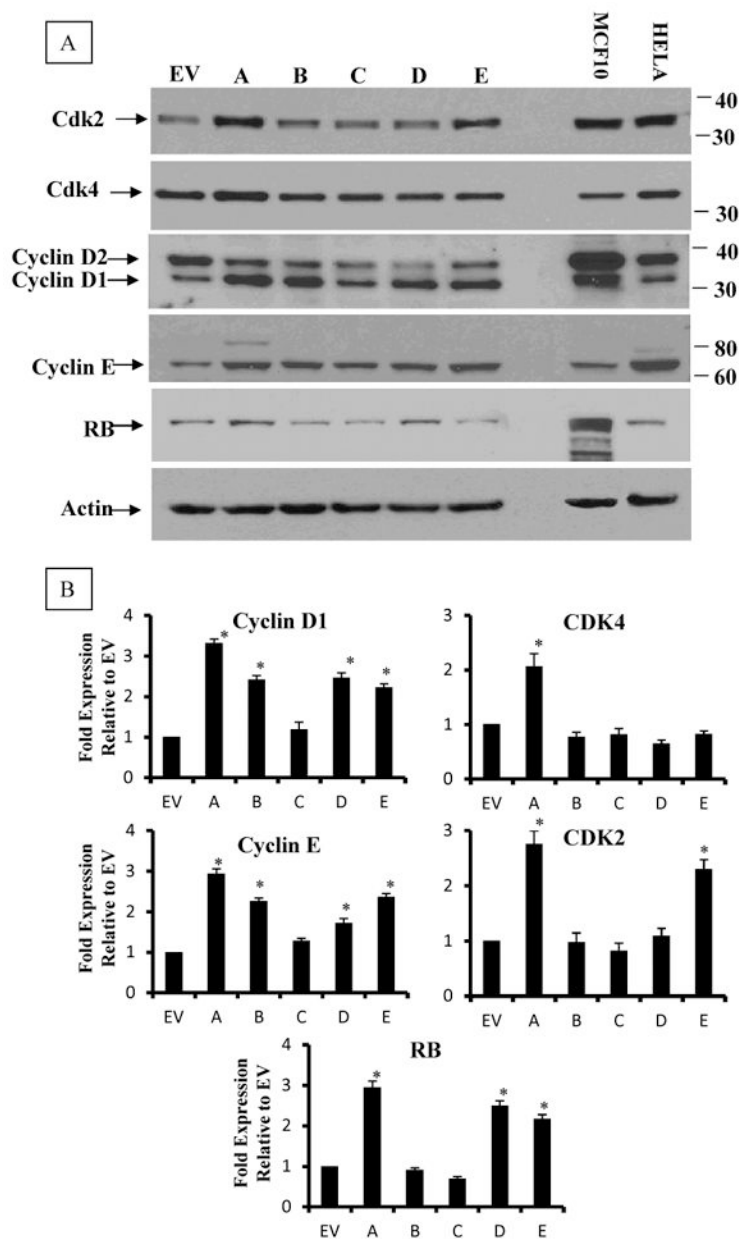 A
EV A B C D E MCF10 HELA
Cdk2 40
30
Cdk4 30
Cyclin D2 40
Cyclin D1 30
Cyclin E 80
60
RB
Actin
B
Cyclin D1
Fold Expression
Relative to EV
4
3
2
1
0
*
*
*
*
EV A B C D E
CDK4
3
2
1
0
*
EV A B C D E
Cyclin E
Fold Expression
Relative to EV
4
3
2
1
0
*
*
*
*
EV A B C D E
CDK2
3
2
1
0
*
*
EV A B C D E
RB
Fold Expression
Relative to EV
4
3
2
1
0
*
*
*
EV A B C D E